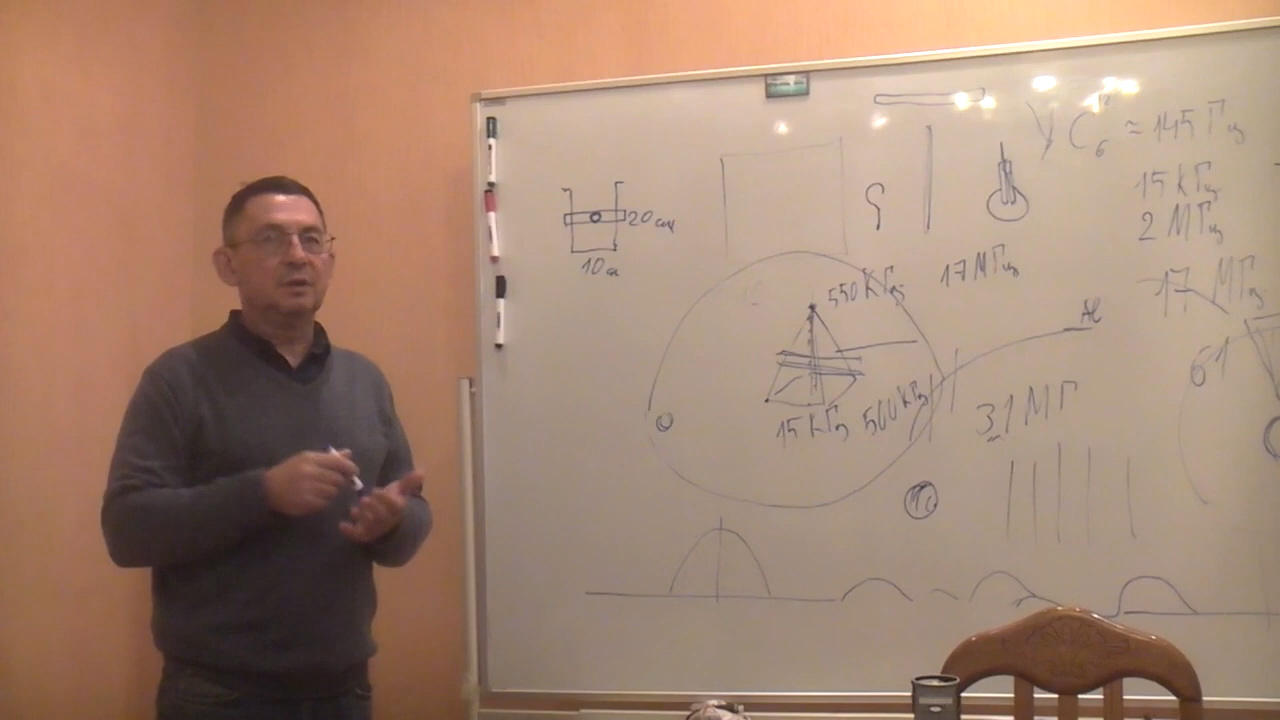 ≈ 145 Гц
15 кГц
2 МГц
20 см
10 см
550 КГц
17 МГц
17 МГц
Al
61
15 КГц
500 кГц
31 МГ